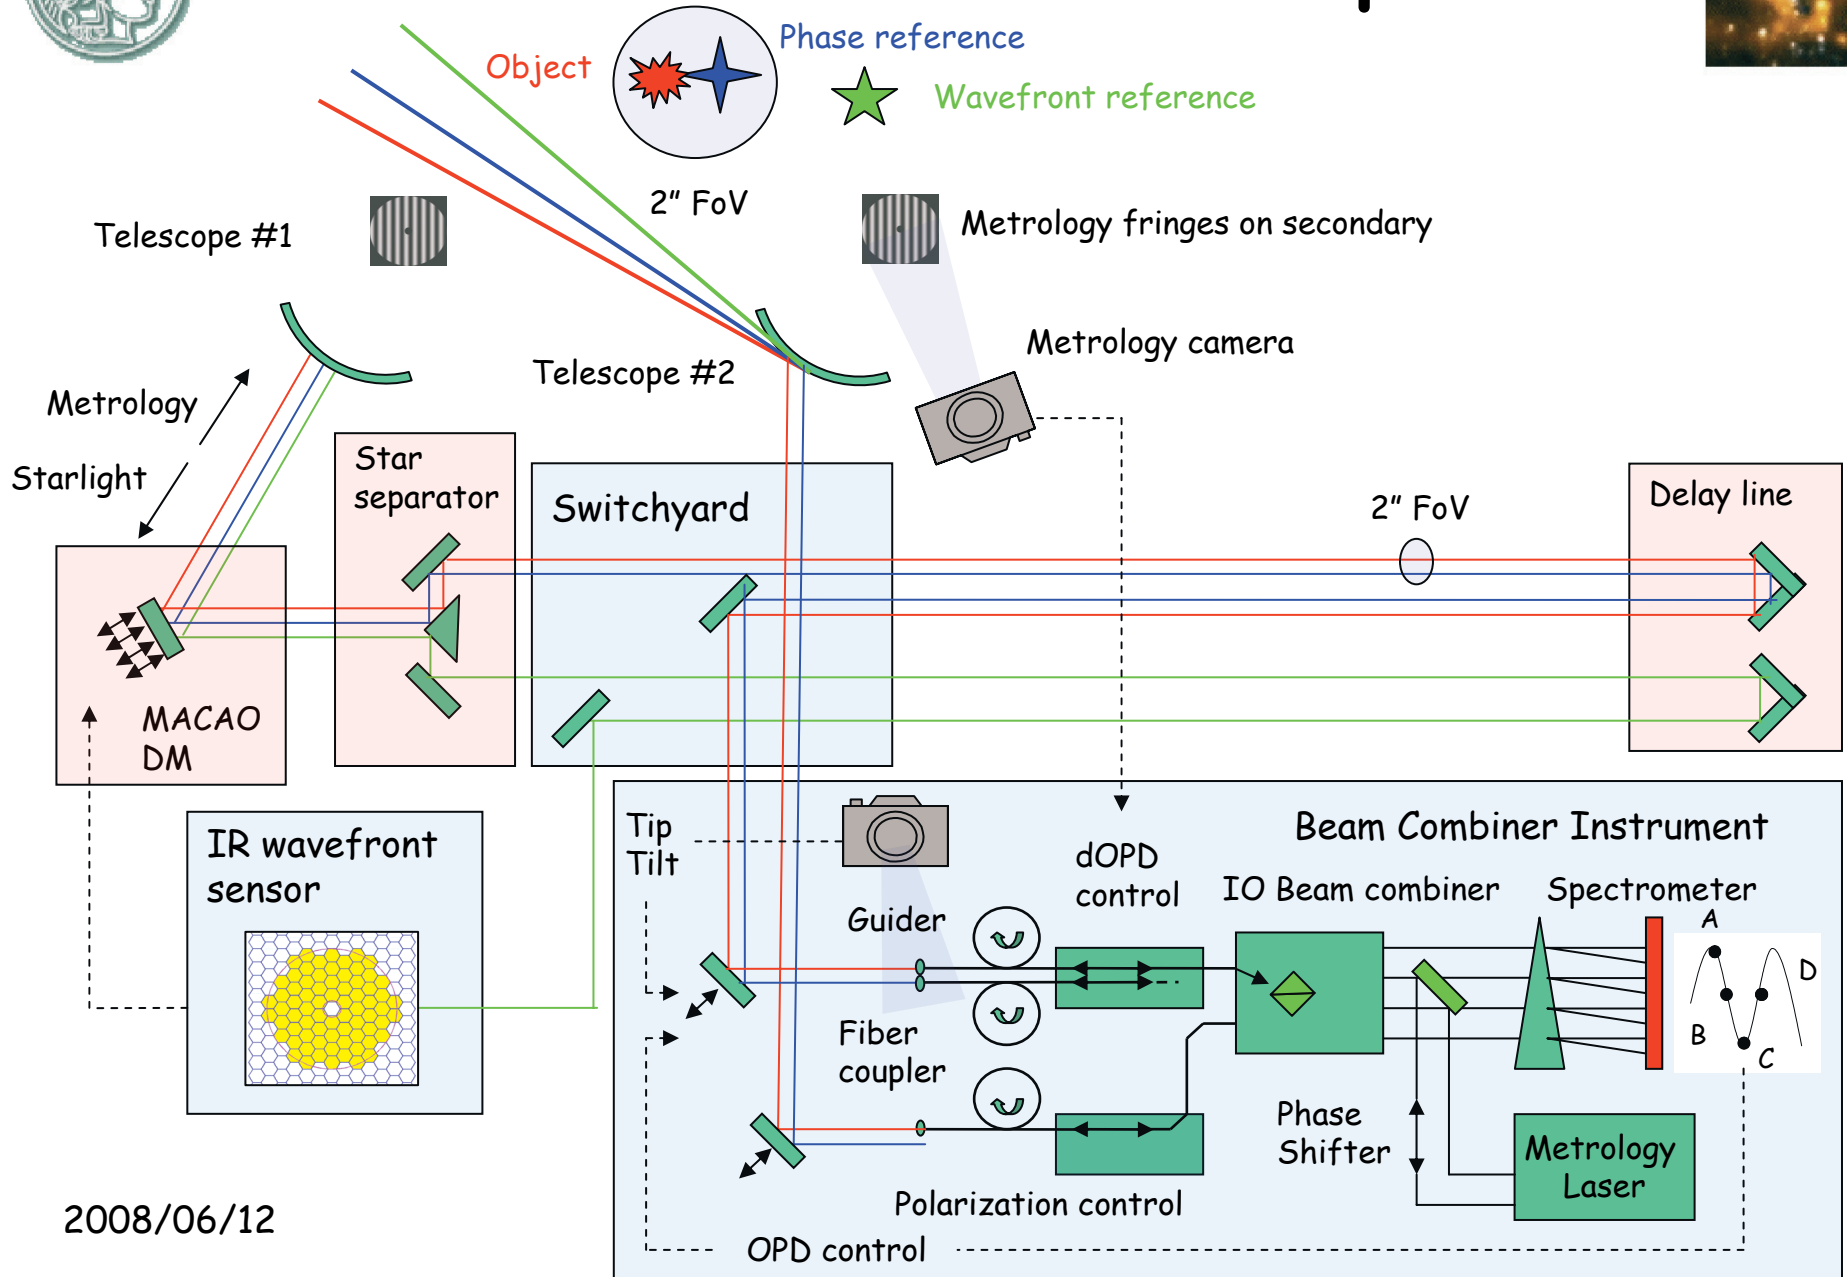 Object
Phase reference
Wavefront reference
2" FoV
Telescope #1
Metrology fringes on secondary
Metrology camera
Telescope #2
Metrology
Starlight
Star
separator
Switchyard
2" FoV
Delay line
MACAO
DM
IR wavefront
sensor
Tip
Tilt
Beam Combiner Instrument
dOPD
control
IO Beam combiner
Spectrometer
Guider
A
D
B
C
Fiber
coupler
Phase
Shifter
Metrology
Laser
Polarization control
OPD control
2008/06/12